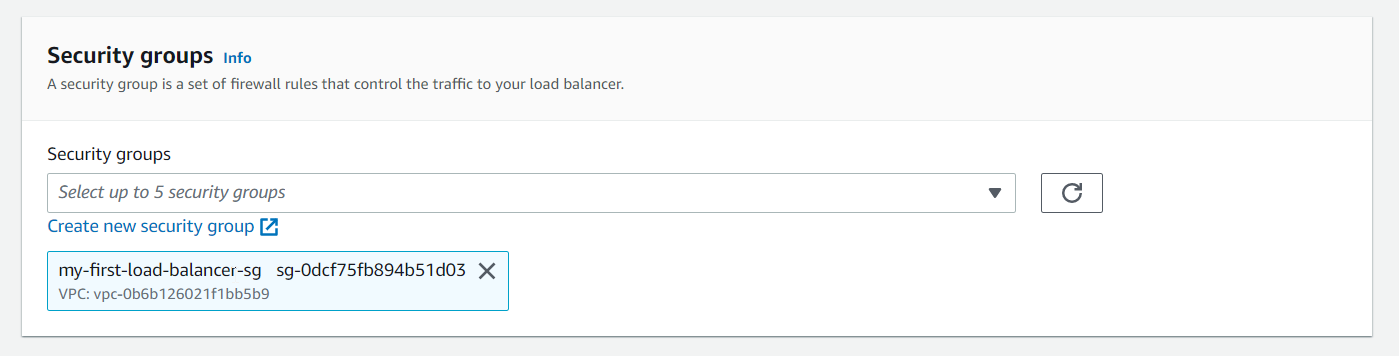 Security groups Info
A security group is a set of firewall rules that control the traffic to your load balancer.
Security groups
Select up to 5 security groups
Create new security group
my-first-load-balancer-sg sg-0dcf75fb894b51d03
VPC: vpc-0b6b126021f1bb5b9